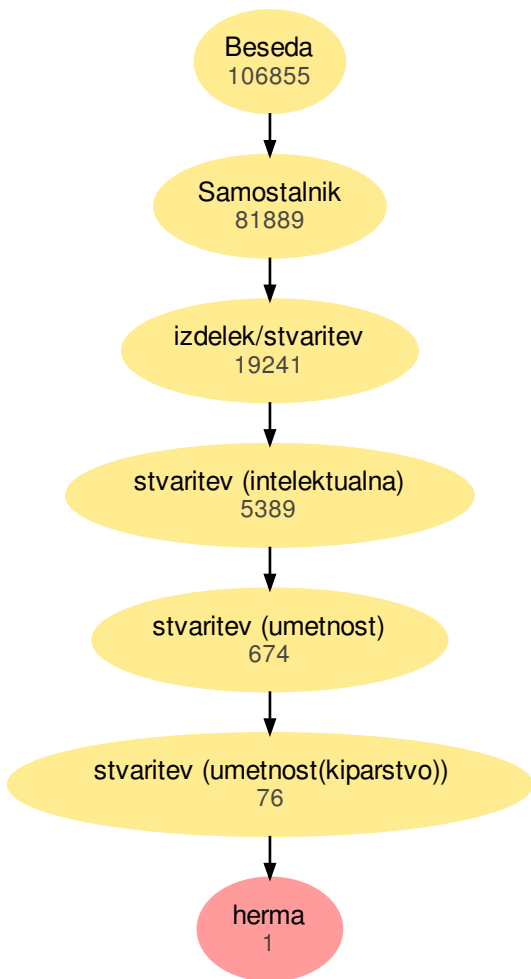 Beseda
106855
Samostalnik
81889
izdelek/stvaritev
19241
stvaritev (intelektualna)
5389
stvaritev (umetnost)
674
stvaritev (umetnost(kiparstvo))
76
herma
1